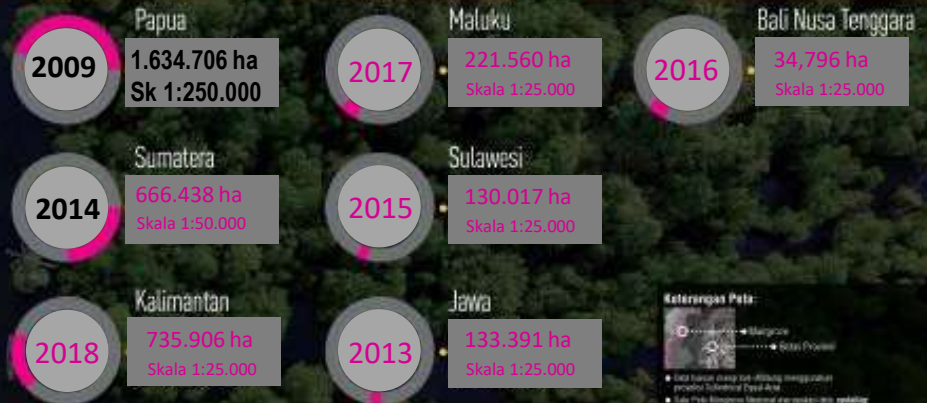 Papua
2009
1.634.706 ha
Sk 1:250.000
Maluku
2017
221.560 ha
Skala 1:25.000
Bali Nusa Tenggara
2016
34,796 ha
Skala 1:25.000
Sumatera
2014
666.438 ha
Skala 1:50.000
Sulawesi
2015
130.017 ha
Skala 1:25.000
Kalimantan
2018
735.906 ha
Skala 1:25.000
Jawa
2013
133.391 ha
Skala 1:25.000
Keterangan Peta:
Mangrove
Batas Provinsi